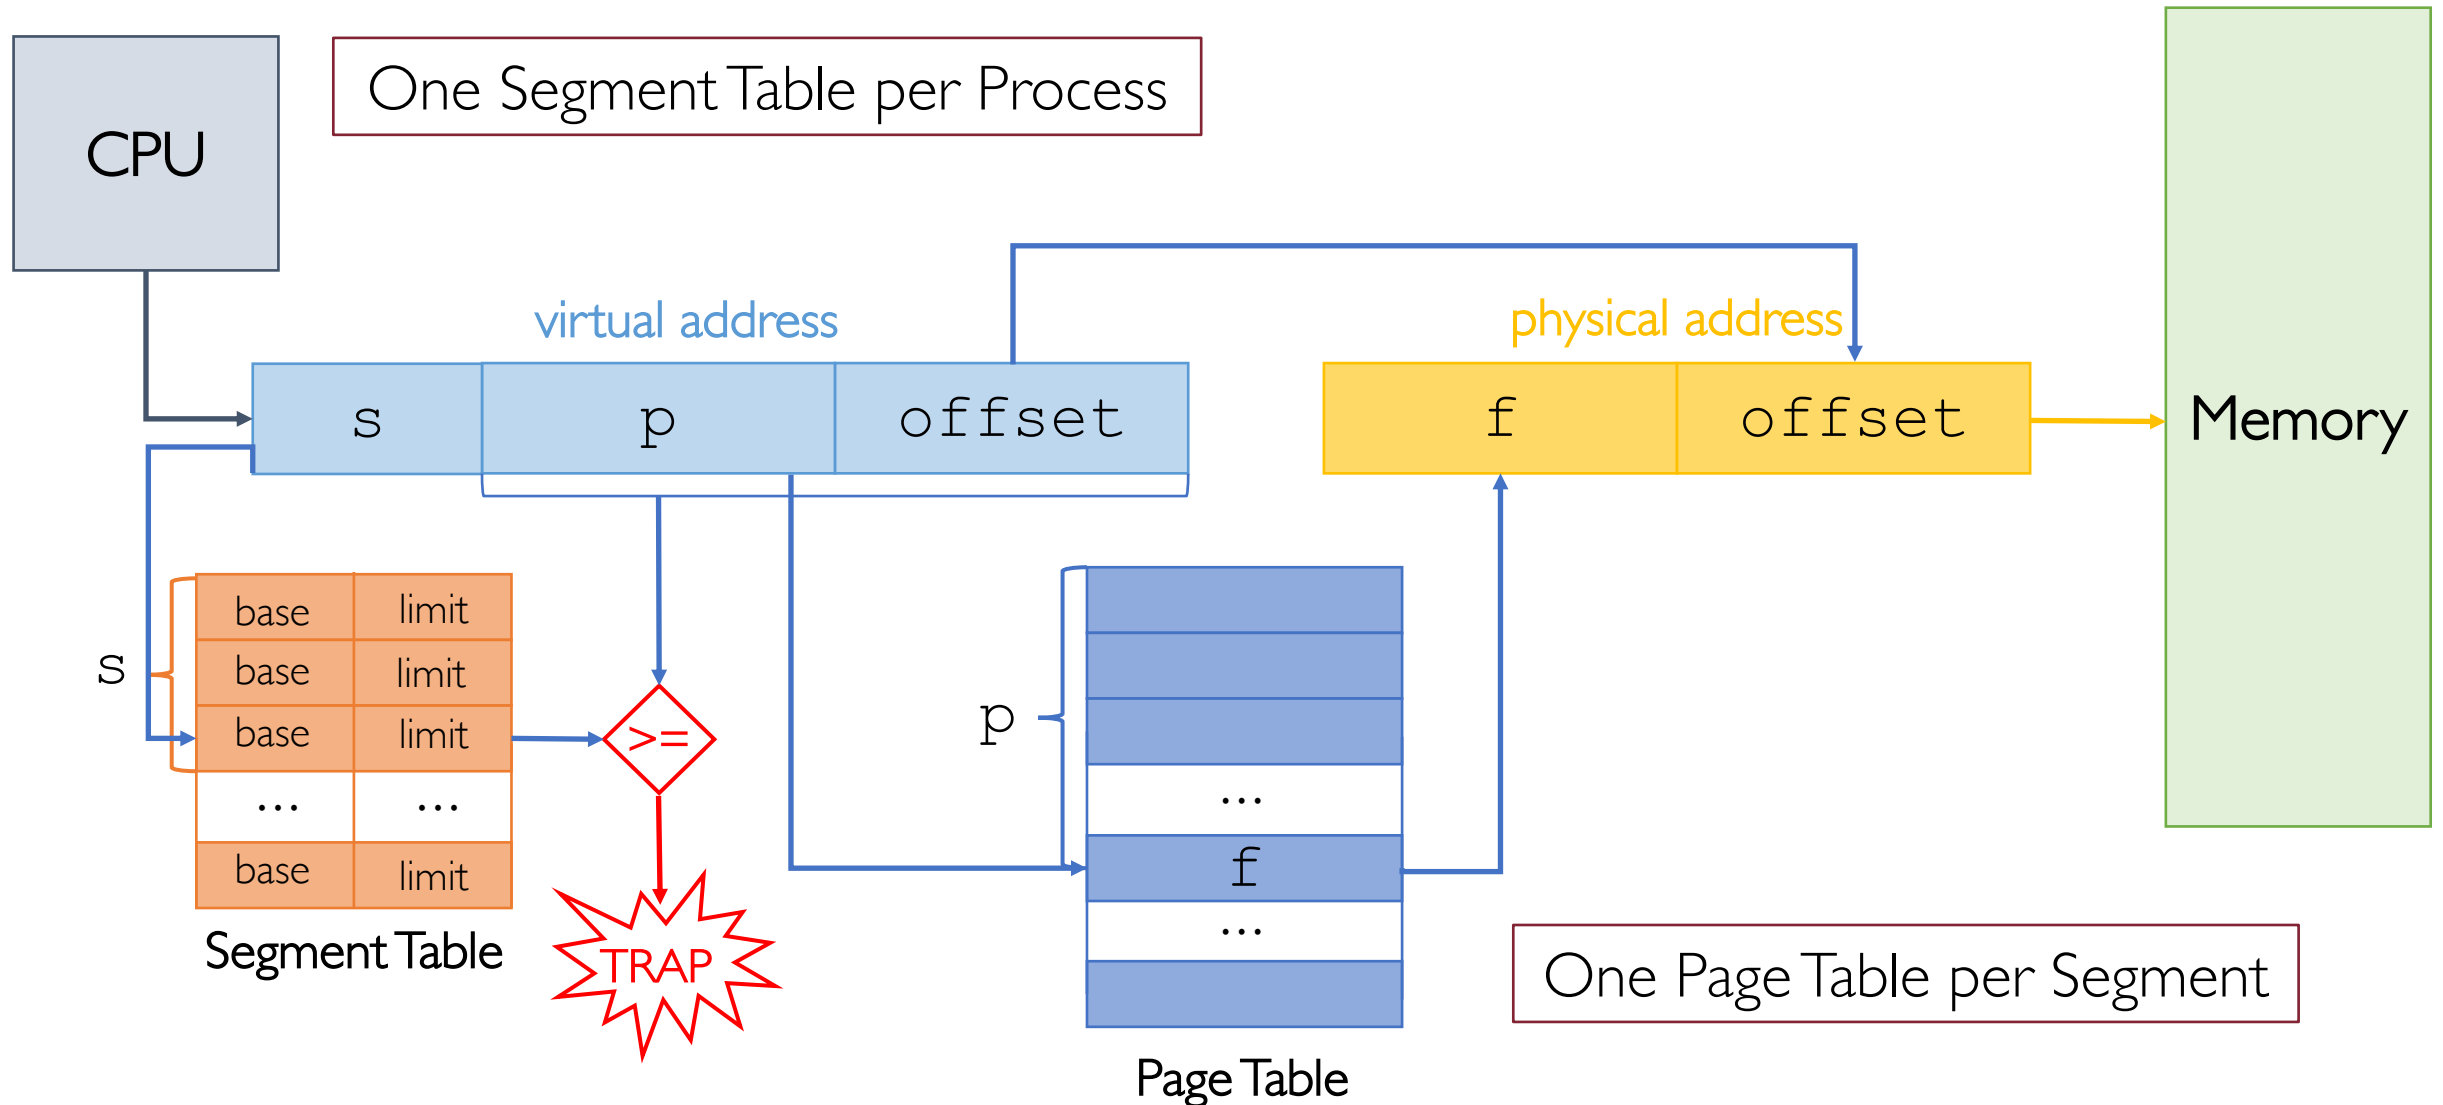 One Segment Table per Process
CPU
virtual address
physical address
s p offset
f offset
Memory
base limit
base limit
s
base limit
>=
p
... ...
...
base limit
f
...
Segment Table
TRAP
One Page Table per Segment
Page Table